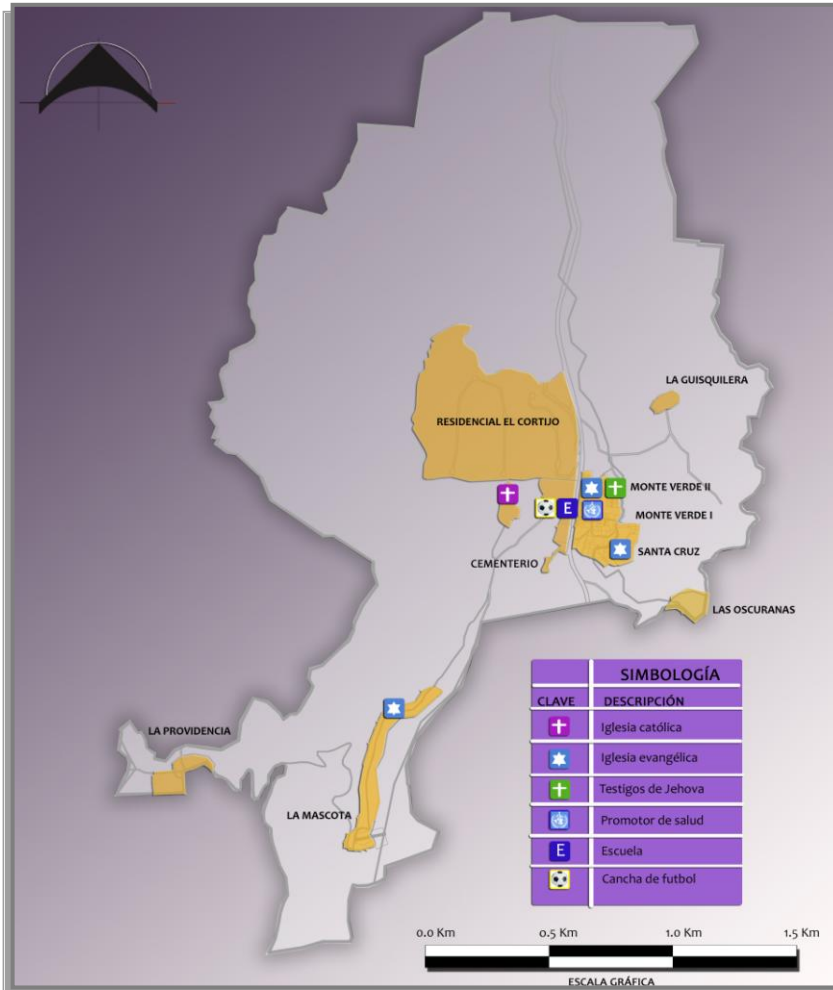 LA GUISQUILERA
RESIDENCIAL EL CORTIJO
MONTE VERDE II
E
MONTE VERDE I
SANTA CRUZ
CEMENTERIO
LAS OSCURANAS
LA PROVIDENCIA
LA MASCOTA
SIMBOLOGÍA
CLAVE DESCRIPCIÓN
Iglesia católica
Iglesia evangélica
Testigos de Jehova
Promotor de salud
E Escuela
Cancha de futbol
0.0 Km 0.5 Km 1.0 Km 1.5 Km
ESCALA GRÁFICA